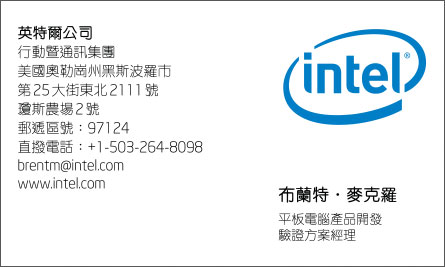 英特爾公司
行動暨通訊集團
美國奧勒崗州黑斯波羅市
第25大街東北2111號
瓊斯農場2號
郵遞區號：97124
直撥電話：+1-503-264-8098
brentm@intel.com
www.intel.com
intel®
布蘭特・麥克羅
平板電腦產品開發
驗證方案經理